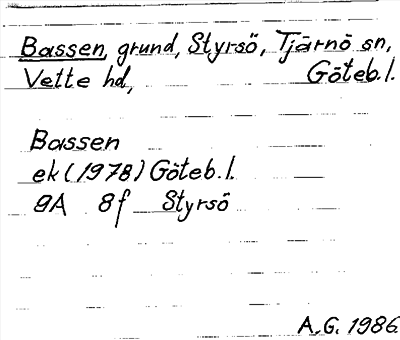 Bassen, grund, Styrsö, Tjärnö sn,
Vette hd, Göteb. l.
Bassen
ek (1978) Göteb. l.
9A 8f Styrsö
A. G. 1986